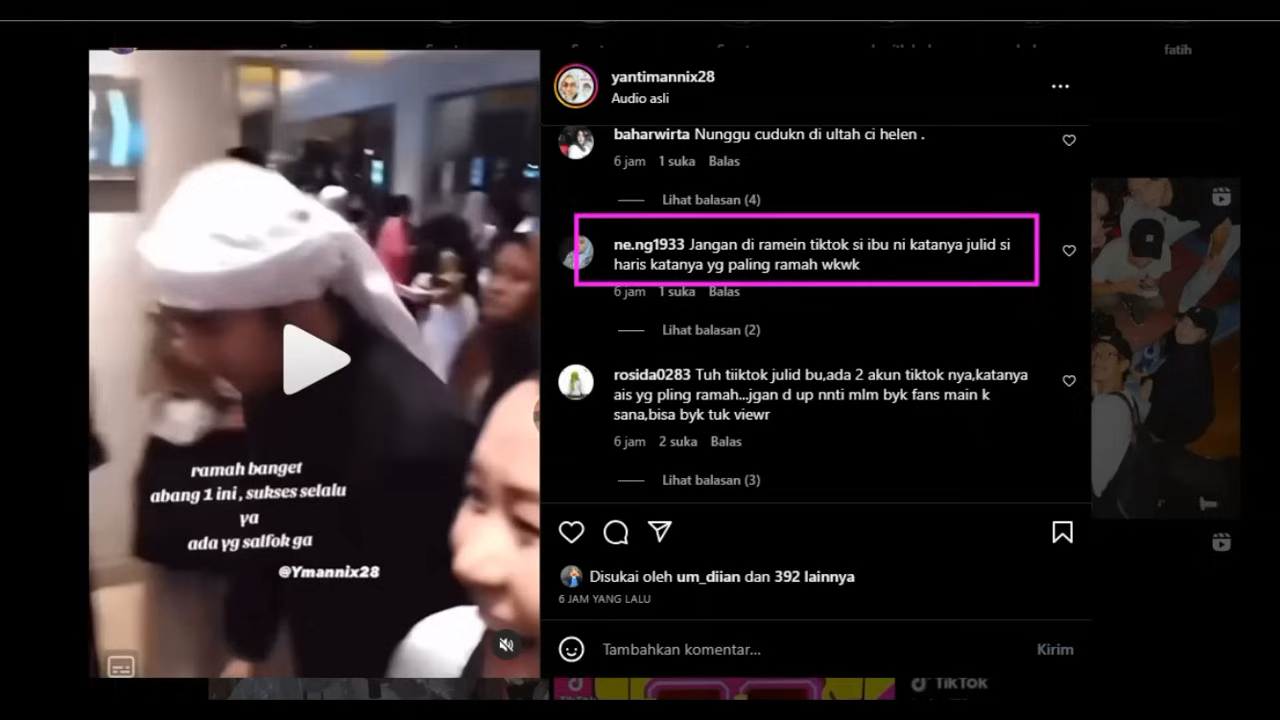 fatih
yantimannix28
Audio asli
baharwirta Nunggu cudukn di ultah ci helen .
6 jam 1 suka Balas
Lihat balasan (4)
ne.ng1933 Jangan di ramein tiktok si ibu ni katanya julid si
haris katanya yg paling ramah wkwk
6 jam 1 suka Balas
Lihat balasan (2)
rosida0283 Tuh tiiktok julid bu,ada 2 akun tiktok nya,katanya
ais yg pling ramah...jgan d up nnti mlm byk fans main k
sana,bisa byk tuk viewr
6 jam 2 suka Balas
Lihat balasan (3)
ramah banget
abang 1 ini , sukses selalu
ya
ada yg salfok ga
@Ymannix28
Disukai oleh um_diian dan 392 lainnya
6 JAM YANG LALU
Tambahkan komentar...
Kirim
TikTok
TikTok